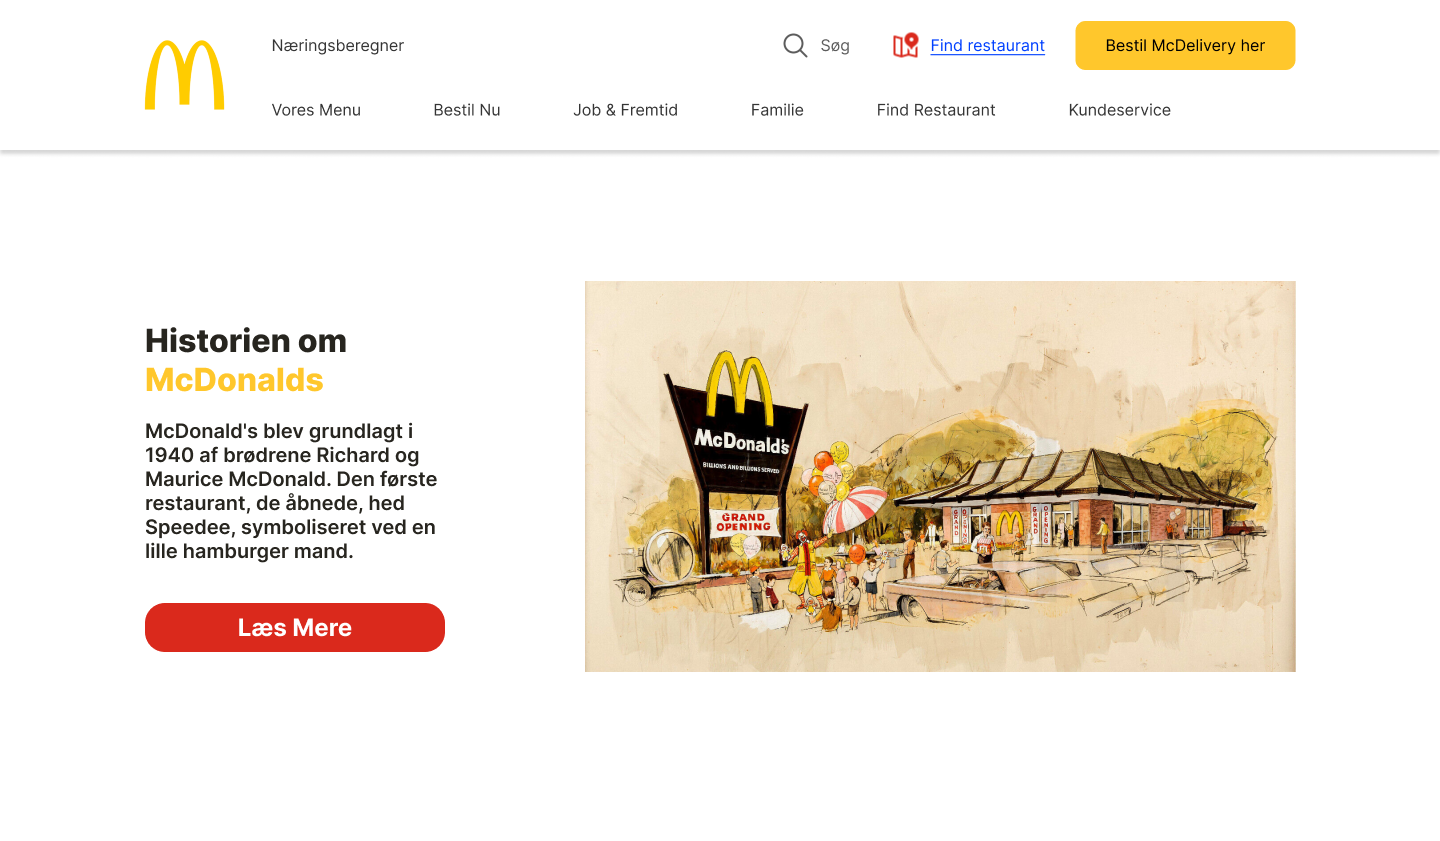 Næringsberegner
Søg
Find restaurant
Bestil McDelivery her
Vores Menu
Bestil Nu
Job & Fremtid
Familie
Find Restaurant
Kundeservice
Historien om
McDonalds
McDonald's blev grundlagt i
1940 af brødrene Richard og
Maurice McDonald. Den første
restaurant, de åbnede, hed
Speedee, symboliseret ved en
lille hamburger mand.
Læs Mere
McDonald's
BILLIONS AND BILLIONS SERVED
GRAND
OPENING
GRAND
OPENING
GRAND
OPENING